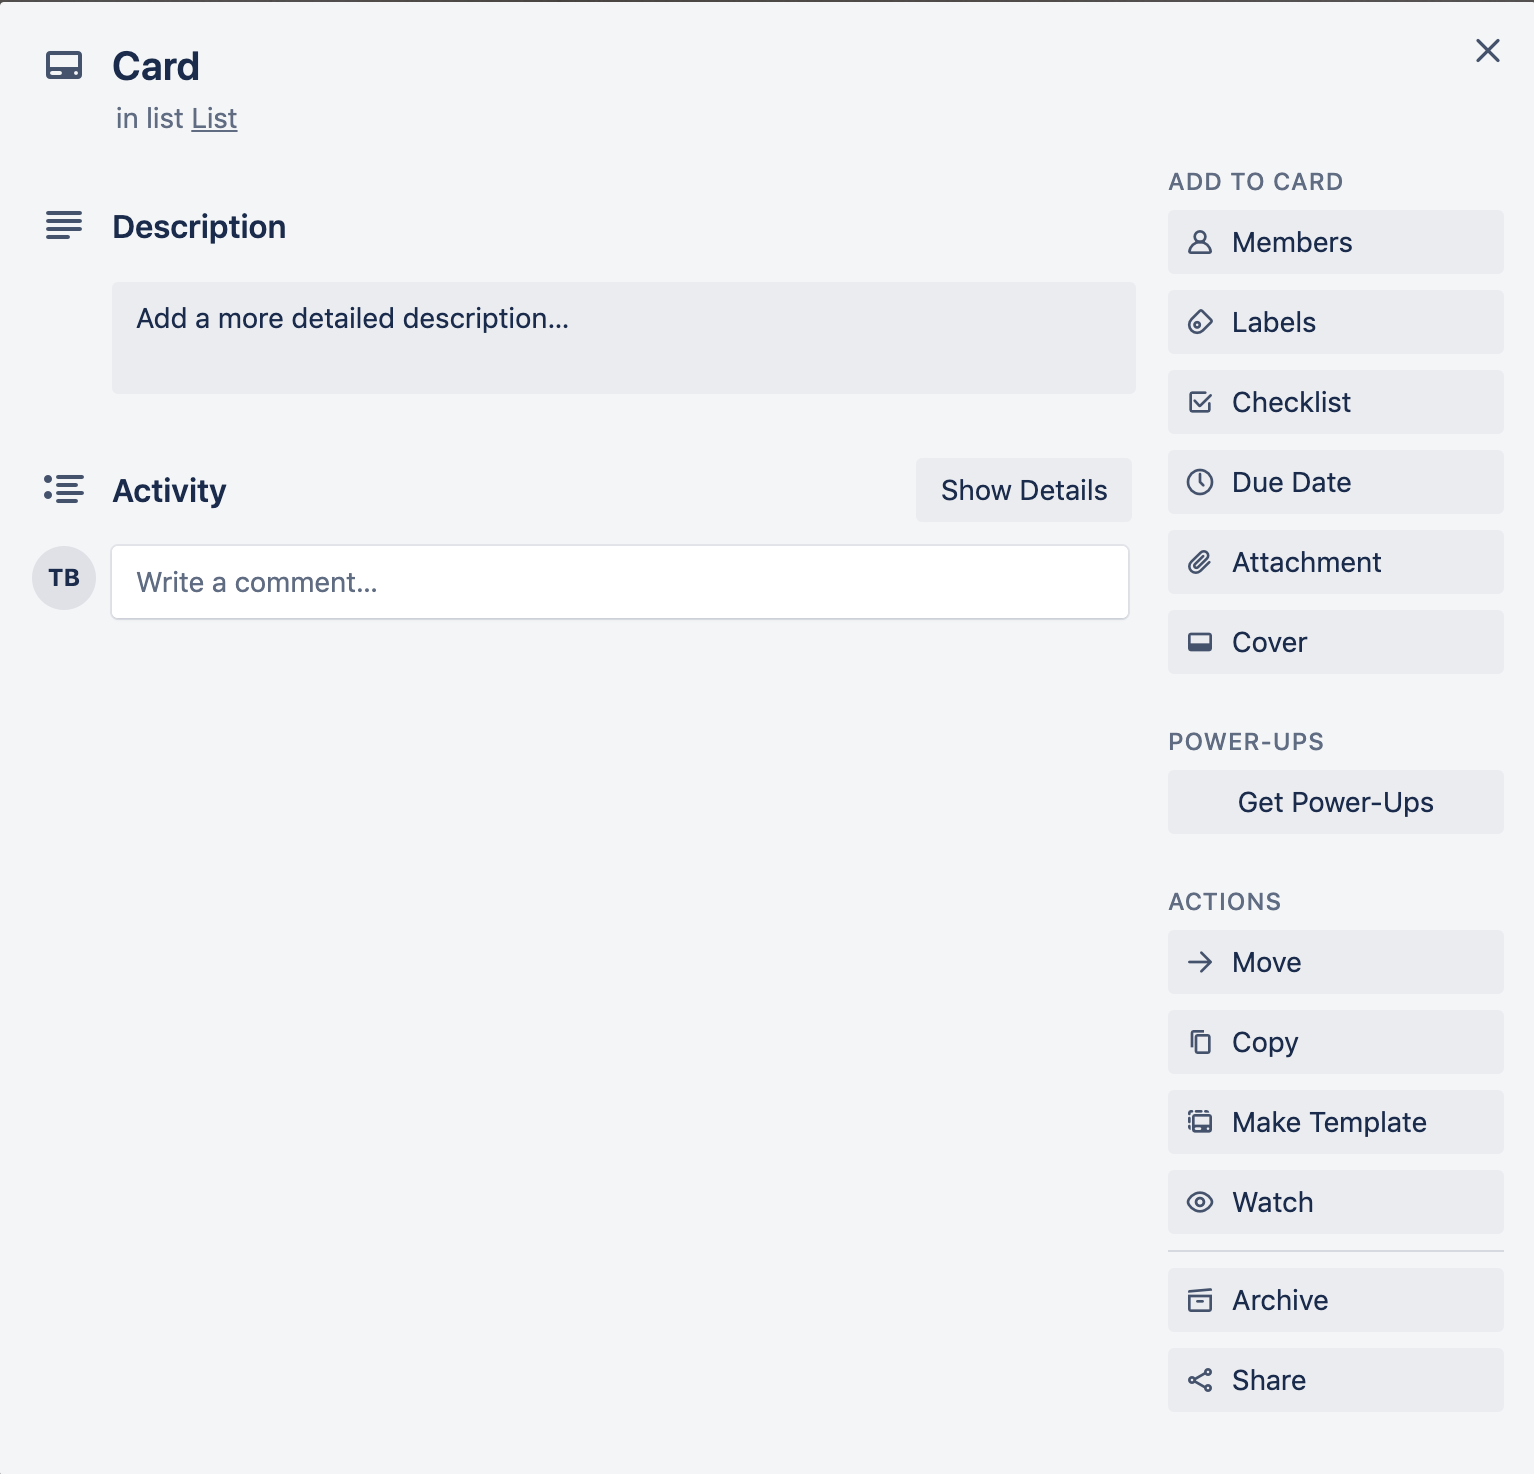 Card
in list List
Description
Add a more detailed description...
Activity
Show Details
TB
Write a comment...
ADD TO CARD
Members
Labels
Checklist
Due Date
Attachment
Cover
POWER-UPS
Get Power-Ups
ACTIONS
Move
Copy
Make Template
Watch
Archive
Share